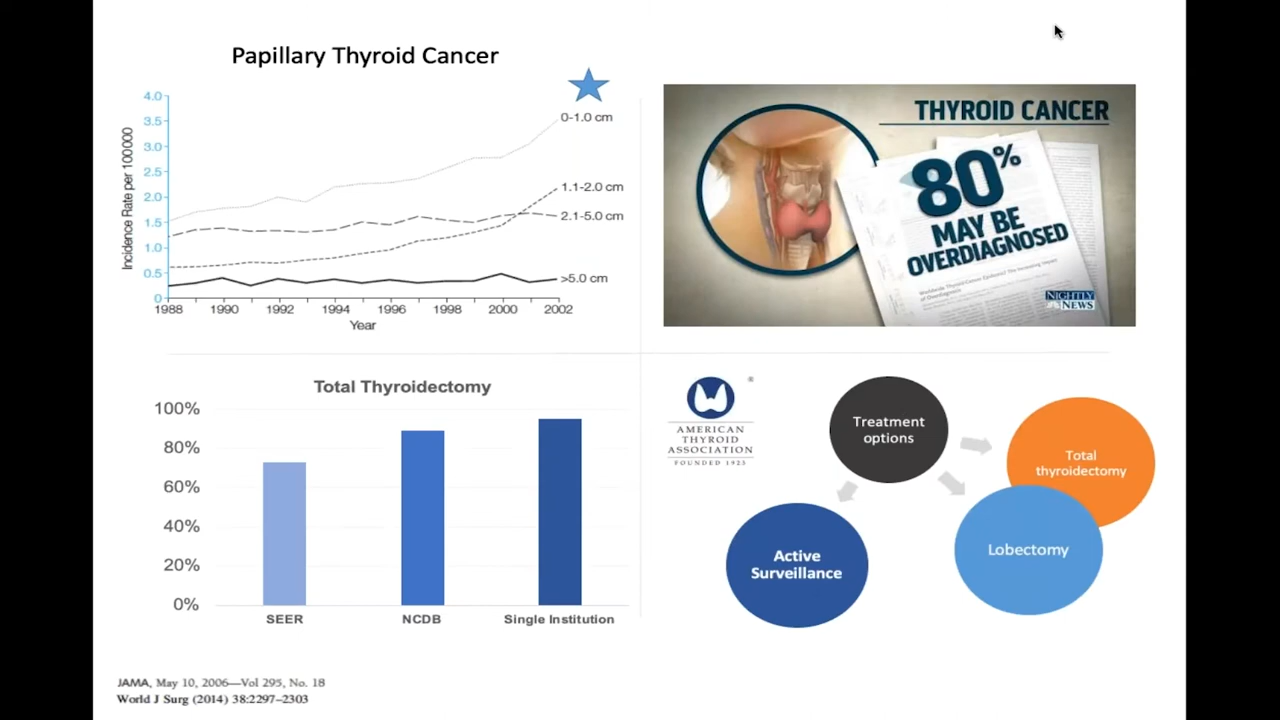 Papillary Thyroid Cancer
4.0
3.5
3.0
2.5
2.0
1.5
1.0
0.5
0
Incidence Rate per 100000
0-1.0 cm
1.1-2.0 cm
2.1-5.0 cm
>5.0 cm
1988 1990 1992 1994 1996 1998 2000 2002
Year
THYROID CANCER
80%
MAY BE
OVERDIAGNOSED
NIGHTLY
NEWS
Total Thyroidectomy
100%
80%
60%
40%
20%
0%
SEER NCDB Single Institution
®
AMERICAN
THYROID
ASSOCIATION
FOUNDED 1923
Treatment
options
Total
thyroidectomy
Lobectomy
Active
Surveillance
JAMA, May 10, 2006—Vol 295, No. 18
World J Surg (2014) 38:2297–2303